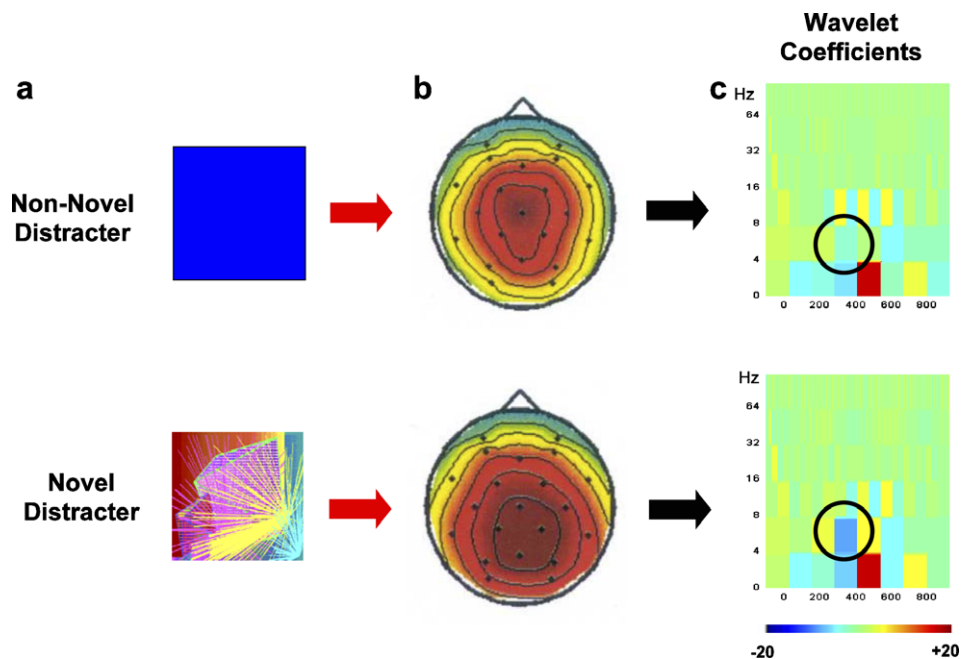 Wavelet
Coefficients
a
b
c
Hz
64
32
16
8
4
0
0 200 400 600 800
Non-Novel
Distracter
Hz
64
32
16
8
4
0
0 200 400 600 800
Novel
Distracter
-20 +20